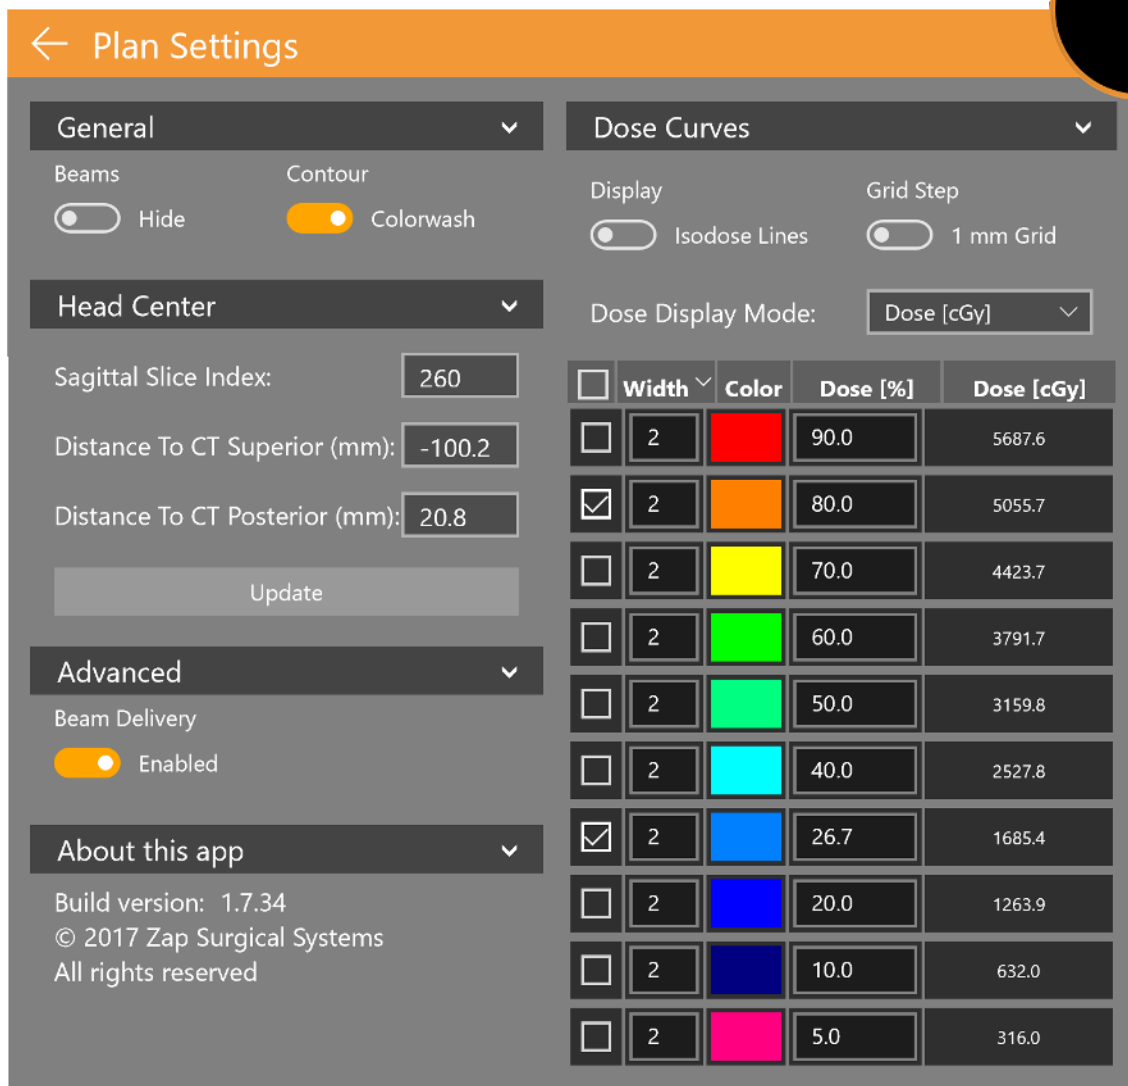 Plan Settings
General
Beams Contour
Hide Colorwash
Head Center
Sagittal Slice Index: 260
Distance To CT Superior (mm): -100.2
Distance To CT Posterior (mm): 20.8
Update
Advanced
Beam Delivery
Enabled
About this app
Build version: 1.7.34
© 2017 Zap Surgical Systems
All rights reserved
Dose Curves
Display Grid Step
Isodose Lines 1 mm Grid
Dose Display Mode: Dose [cGy]
Width Color Dose [%] Dose [cGy]
2 90.0 5687.6
2 80.0 5055.7
2 70.0 4423.7
2 60.0 3791.7
2 50.0 3159.8
2 40.0 2527.8
2 26.7 1685.4
2 20.0 1263.9
2 10.0 632.0
2 5.0 316.0